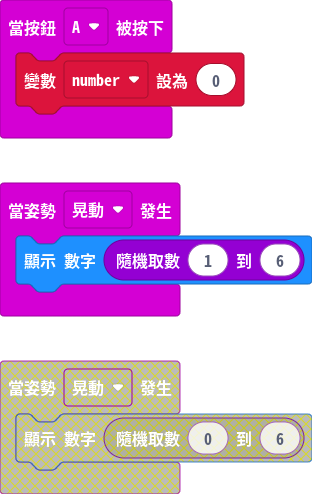 當按鈕 A 被按下
變數 number 設為 0
當姿勢 晃動 發生
顯示 數字 隨機取數 1 到 6
當姿勢 晃動 發生
顯示 數字 隨機取數 0 到 6